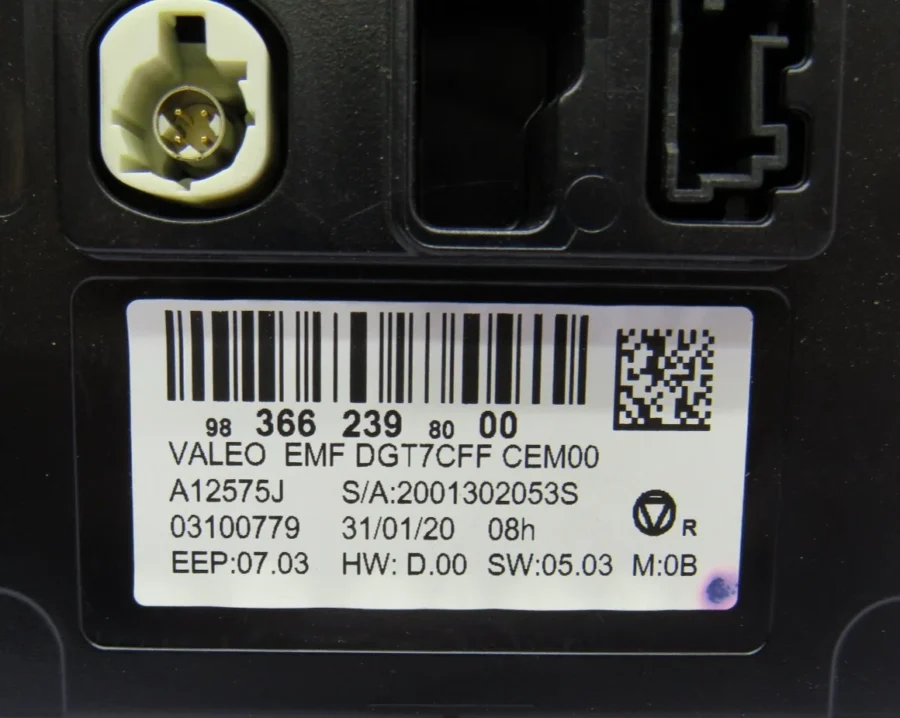 98 366 239 80 00
VALEO EMF DGT7CFF CEM00
A12575J S/A:2001302053S
03100779 31/01/20 08h
R
EEP:07.03 HW: D.00 SW:05.03 M:0B